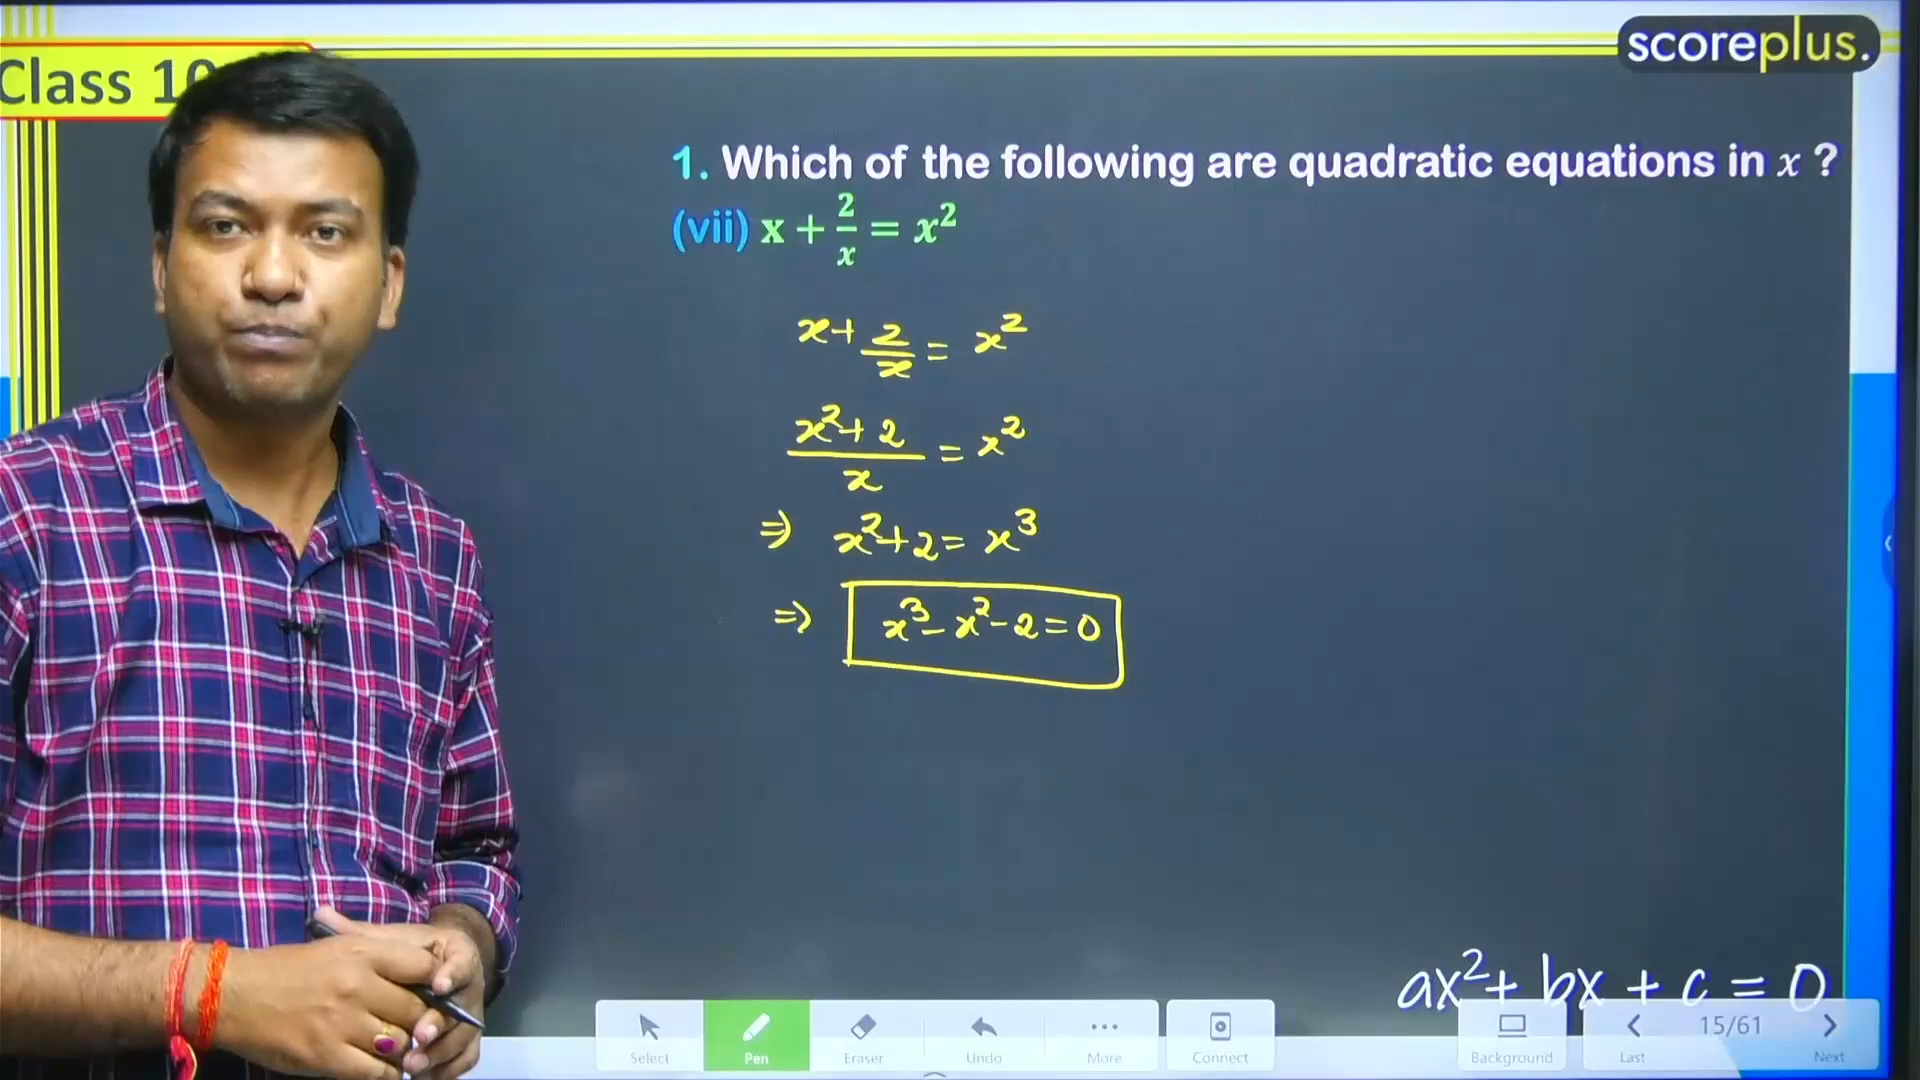 Class 10
scoreplus.
1. Which of the following are quadratic equations in x ?
(vii) x + 2/x = x²
x + 2/x = x²
(x² + 2)/x = x²
⇒ x² + 2 = x³
⇒ x³ - x² - 2 = 0
ax² + bx + c = 0
Select
Pen
Eraser
Undo
More
Connect
Background
Last
15/61
Next